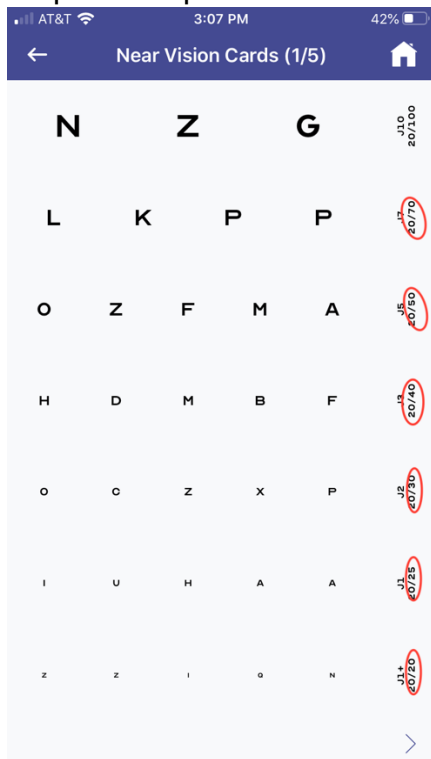 AT&T 3:07 PM 42%
Near Vision Cards (1/5)
N Z G J10 20/100
L K P P J7 20/70
O Z F M A J5 20/50
H D M B F J3 20/40
O C Z X P J2 20/30
I U H A A J1 20/25
Z Z I Q N J1+ 20/20